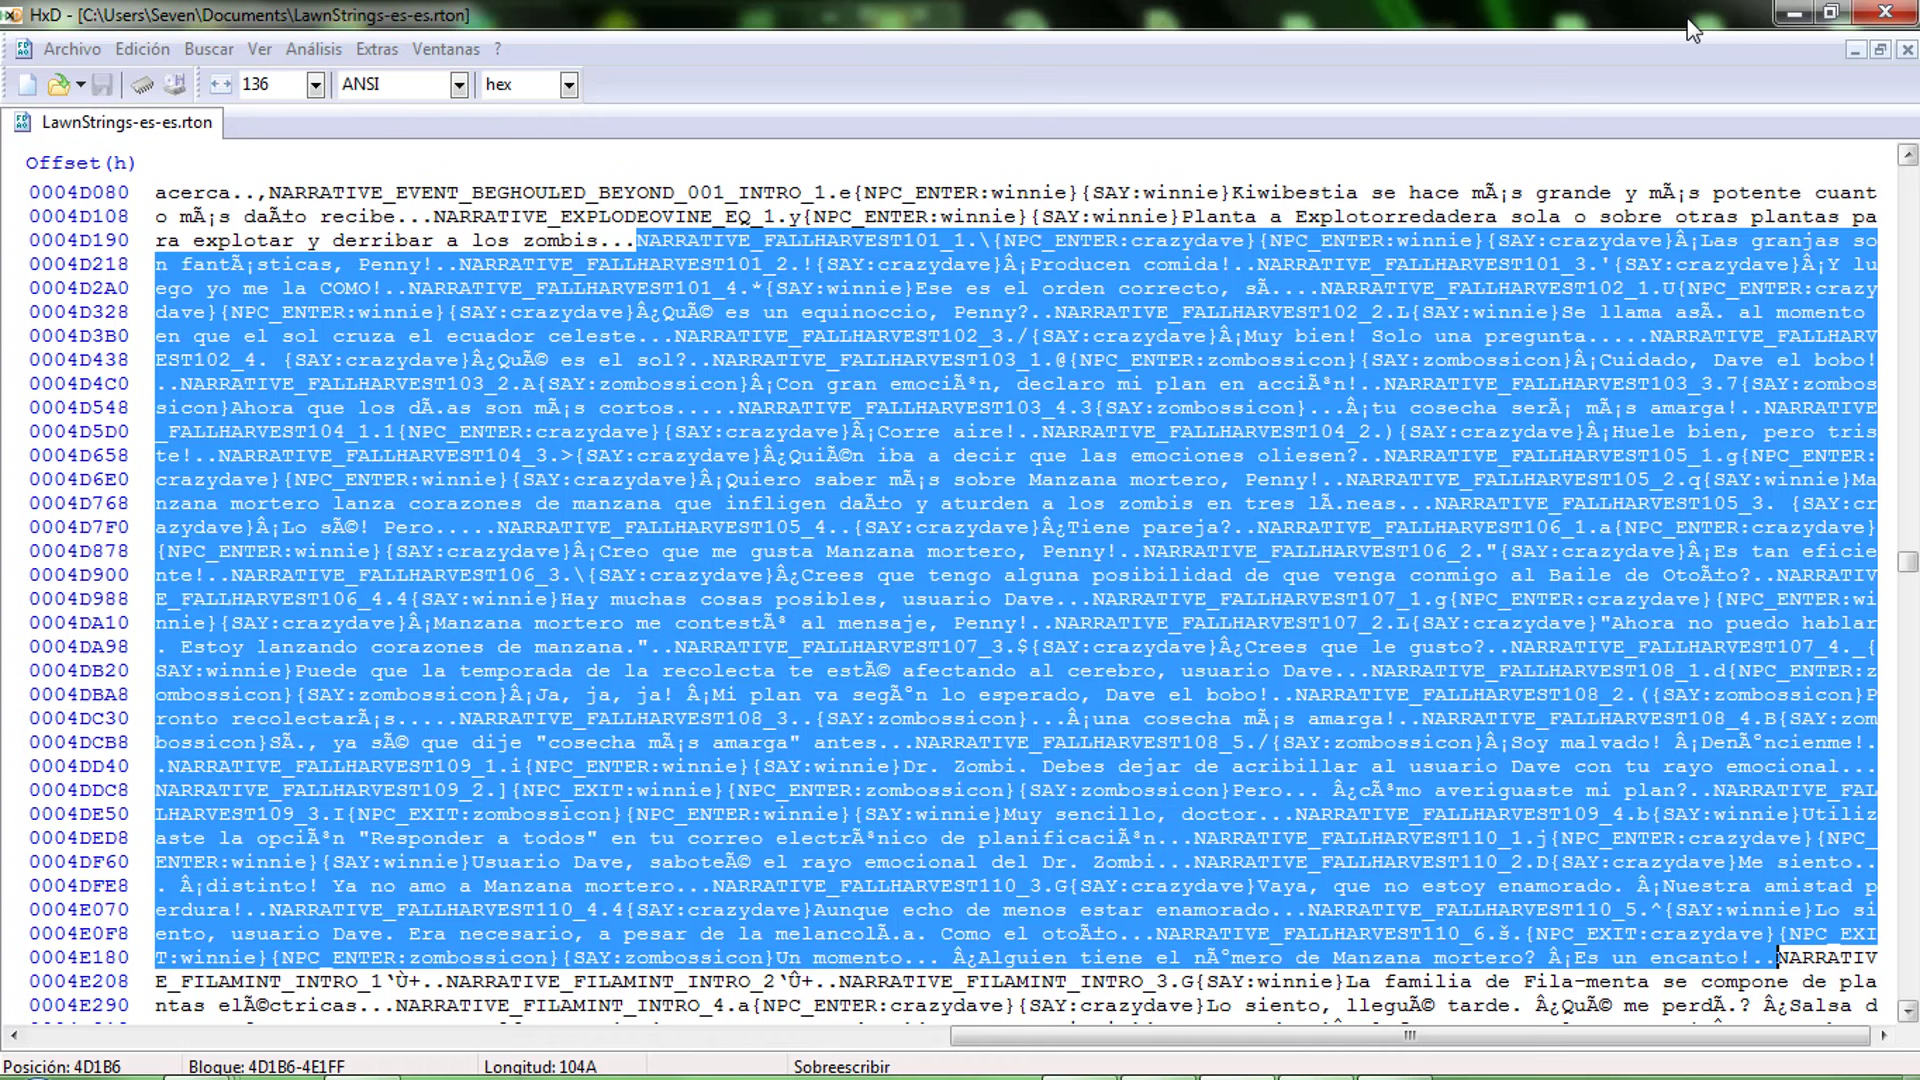 HxD - [C:\Users\Seven\Documents\LawnStrings-es-es.rton]
Archivo Edición Buscar Ver Análisis Extras Ventanas ?
136 ANSI hex
LawnStrings-es-es.rton
Offset(h)
0004D080 acerca..,NARRATIVE_EVENT_BEGHOULED_BEYOND_001_INTRO_1.e{NPC_ENTER:winnie}{SAY:winnie}Kiwibestia se hace mÃ¡s grande y mÃ¡s potente cuant
0004D108 o mÃ¡s daÃ±o recibe...NARRATIVE_EXPLODEOVINE_EQ_1.y{NPC_ENTER:winnie}{SAY:winnie}Planta a Explotorredadera sola o sobre otras plantas pa
0004D190 ra explotar y derribar a los zombis...NARRATIVE_FALLHARVEST101_1.\{NPC_ENTER:crazydave}{NPC_ENTER:winnie}{SAY:crazydave}Â¡Las granjas so
0004D218 n fantÃ¡sticas, Penny!..NARRATIVE_FALLHARVEST101_2.!{SAY:crazydave}Â¡Producen comida!..NARRATIVE_FALLHARVEST101_3.'{SAY:crazydave}Â¡Y lu
0004D2A0 ego yo me la COMO!..NARRATIVE_FALLHARVEST101_4.*{SAY:winnie}Ese es el orden correcto, sÃ....NARRATIVE_FALLHARVEST102_1.U{NPC_ENTER:crazy
0004D328 dave}{NPC_ENTER:winnie}{SAY:crazydave}Â¿QuÃ© es un equinoccio, Penny?..NARRATIVE_FALLHARVEST102_2.L{SAY:winnie}Se llama asÃ. al momento
0004D3B0 en que el sol cruza el ecuador celeste...NARRATIVE_FALLHARVEST102_3./{SAY:crazydave}Â¡Muy bien! Solo una pregunta.....NARRATIVE_FALLHARV
0004D438 EST102_4. {SAY:crazydave}Â¿QuÃ© es el sol?..NARRATIVE_FALLHARVEST103_1.@{NPC_ENTER:zombossicon}{SAY:zombossicon}Â¡Cuidado, Dave el bobo!
0004D4C0 ..NARRATIVE_FALLHARVEST103_2.A{SAY:zombossicon}Â¡Con gran emociÃ³n, declaro mi plan en acciÃ³n!..NARRATIVE_FALLHARVEST103_3.7{SAY:zombos
0004D548 sicon}Ahora que los dÃ.as son mÃ¡s cortos.....NARRATIVE_FALLHARVEST103_4.3{SAY:zombossicon}...Â¡tu cosecha serÃ¡ mÃ¡s amarga!..NARRATIVE
0004D5D0 _FALLHARVEST104_1.1{NPC_ENTER:crazydave}{SAY:crazydave}Â¡Corre aire!..NARRATIVE_FALLHARVEST104_2.){SAY:crazydave}Â¡Huele bien, pero tris
0004D658 te!..NARRATIVE_FALLHARVEST104_3.>{SAY:crazydave}Â¿QuiÃ©n iba a decir que las emociones oliesen?..NARRATIVE_FALLHARVEST105_1.g{NPC_ENTER:
0004D6E0 crazydave}{NPC_ENTER:winnie}{SAY:crazydave}Â¡Quiero saber mÃ¡s sobre Manzana mortero, Penny!..NARRATIVE_FALLHARVEST105_2.q{SAY:winnie}Ma
0004D768 nzana mortero lanza corazones de manzana que infligen daÃ±o y aturden a los zombis en tres lÃ.neas...NARRATIVE_FALLHARVEST105_3. {SAY:cr
0004D7F0 azydave}Â¡Lo sÃ©! Pero.....NARRATIVE_FALLHARVEST105_4..{SAY:crazydave}Â¿Tiene pareja?..NARRATIVE_FALLHARVEST106_1.a{NPC_ENTER:crazydave}
0004D878 {NPC_ENTER:winnie}{SAY:crazydave}Â¡Creo que me gusta Manzana mortero, Penny!..NARRATIVE_FALLHARVEST106_2."{SAY:crazydave}Â¡Es tan eficie
0004D900 nte!..NARRATIVE_FALLHARVEST106_3.\{SAY:crazydave}Â¿Crees que tengo alguna posibilidad de que venga conmigo al Baile de OtoÃ±o?..NARRATIV
0004D988 E_FALLHARVEST106_4.4{SAY:winnie}Hay muchas cosas posibles, usuario Dave...NARRATIVE_FALLHARVEST107_1.g{NPC_ENTER:crazydave}{NPC_ENTER:wi
0004DA10 nnie}{SAY:crazydave}Â¡Manzana mortero me contestÃ³ al mensaje, Penny!..NARRATIVE_FALLHARVEST107_2.L{SAY:crazydave}"Ahora no puedo hablar
0004DA98 . Estoy lanzando corazones de manzana."..NARRATIVE_FALLHARVEST107_3.${SAY:crazydave}Â¿Crees que le gusto?..NARRATIVE_FALLHARVEST107_4._{
0004DB20 SAY:winnie}Puede que la temporada de la recolecta te estÃ© afectando al cerebro, usuario Dave...NARRATIVE_FALLHARVEST108_1.d{NPC_ENTER:z
0004DBA8 ombossicon}{SAY:zombossicon}Â¡Ja, ja, ja! Â¡Mi plan va segÃºn lo esperado, Dave el bobo!..NARRATIVE_FALLHARVEST108_2.({SAY:zombossicon}P
0004DC30 ronto recolectarÃ¡s.....NARRATIVE_FALLHARVEST108_3..{SAY:zombossicon}...Â¡una cosecha mÃ¡s amarga!..NARRATIVE_FALLHARVEST108_4.B{SAY:zom
0004DCB8 bossicon}SÃ., ya sÃ© que dije "cosecha mÃ¡s amarga" antes...NARRATIVE_FALLHARVEST108_5./{SAY:zombossicon}Â¡Soy malvado! Â¡DenÃºncienme!.
0004DD40 .NARRATIVE_FALLHARVEST109_1.i{NPC_ENTER:winnie}{SAY:winnie}Dr. Zombi. Debes dejar de acribillar al usuario Dave con tu rayo emocional...
0004DDC8 NARRATIVE_FALLHARVEST109_2.]{NPC_EXIT:winnie}{NPC_ENTER:zombossicon}{SAY:zombossicon}Pero... Â¿cÃ³mo averiguaste mi plan?..NARRATIVE_FAL
0004DE50 LHARVEST109_3.I{NPC_EXIT:zombossicon}{NPC_ENTER:winnie}{SAY:winnie}Muy sencillo, doctor...NARRATIVE_FALLHARVEST109_4.b{SAY:winnie}Utiliz
0004DED8 aste la opciÃ³n "Responder a todos" en tu correo electrÃ³nico de planificaciÃ³n...NARRATIVE_FALLHARVEST110_1.j{NPC_ENTER:crazydave}{NPC_
0004DF60 ENTER:winnie}{SAY:winnie}Usuario Dave, saboteÃ© el rayo emocional del Dr. Zombi...NARRATIVE_FALLHARVEST110_2.D{SAY:crazydave}Me siento..
0004DFE8 . Â¡distinto! Ya no amo a Manzana mortero...NARRATIVE_FALLHARVEST110_3.G{SAY:crazydave}Vaya, que no estoy enamorado. Â¡Nuestra amistad p
0004E070 erdura!..NARRATIVE_FALLHARVEST110_4.4{SAY:crazydave}Aunque echo de menos estar enamorado...NARRATIVE_FALLHARVEST110_5.^{SAY:winnie}Lo si
0004E0F8 ento, usuario Dave. Era necesario, a pesar de la melancolÃ.a. Como el otoÃ±o...NARRATIVE_FALLHARVEST110_6.š.{NPC_EXIT:crazydave}{NPC_EXI
0004E180 T:winnie}{NPC_ENTER:zombossicon}{SAY:zombossicon}Un momento... Â¿Alguien tiene el nÃºmero de Manzana mortero? Â¡Es un encanto!..NARRATIV
0004E208 E_FILAMINT_INTRO_1‘Ù+..NARRATIVE_FILAMINT_INTRO_2‘Û+..NARRATIVE_FILAMINT_INTRO_3.G{SAY:winnie}La familia de Fila-menta se compone de pla
0004E290 ntas elÃ©ctricas...NARRATIVE_FILAMINT_INTRO_4.a{NPC_ENTER:crazydave}{SAY:crazydave}Lo siento, lleguÃ© tarde. Â¿QuÃ© me perdÃ.? Â¿Salsa d
Posición: 4D1B6 Bloque: 4D1B6-4E1FF Longitud: 104A Sobreescribir